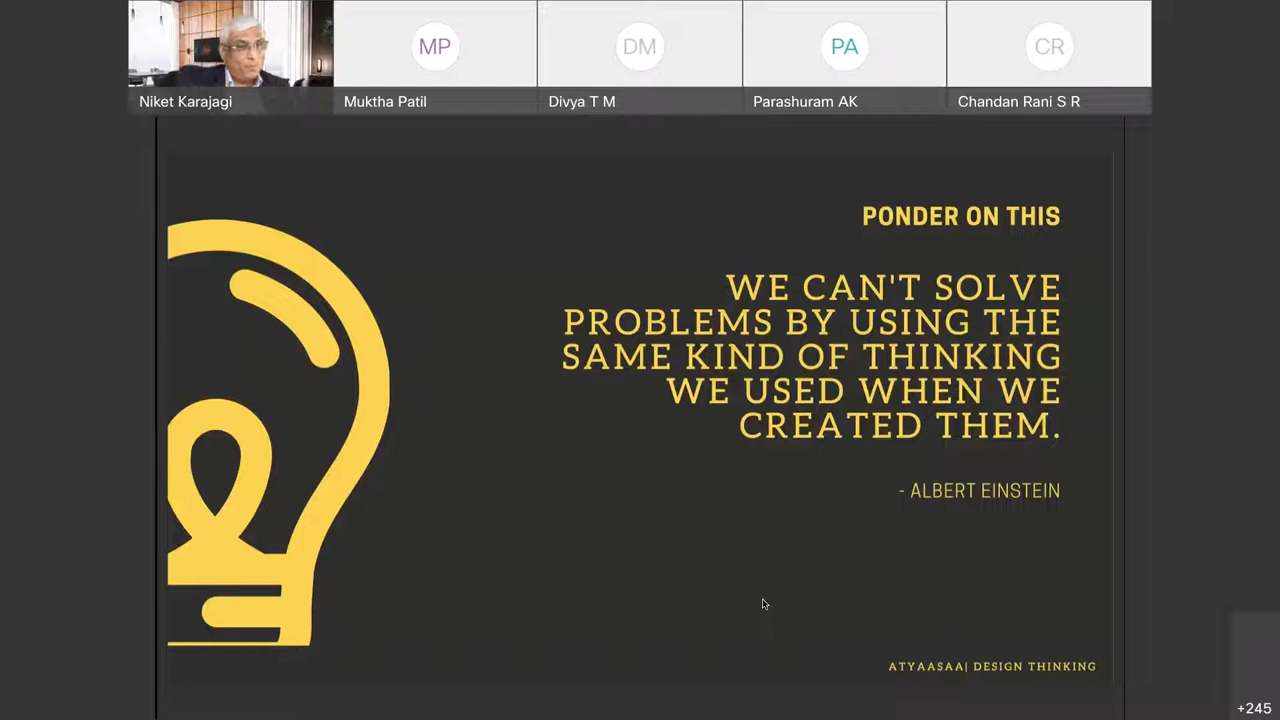 MP
DM
PA
CR
Niket Karajagi
Muktha Patil
Divya T M
Parashuram AK
Chandan Rani S R
PONDER ON THIS
WE CAN'T SOLVE
PROBLEMS BY USING THE
SAME KIND OF THINKING
WE USED WHEN WE
CREATED THEM.
- ALBERT EINSTEIN
ATYAASAA| DESIGN THINKING
+245